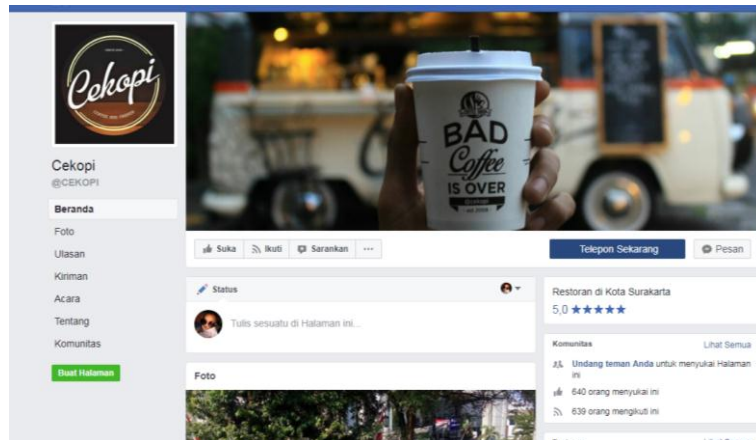 Cekopi
Cekopi
@CEKOPI
Beranda
Foto
Ulasan
Kiriman
Acara
Tentang
Komunitas
Buat Halaman
BAD
Coffee
IS OVER
Suka
Ikuti
Sarankan
Telepon Sekarang
Pesan
Status
Tulis sesuatu di Halaman ini...
Foto
Restoran di Kota Surakarta
5,0 ★★★★★
Komunitas
Lihat Semua
Undang teman Anda untuk menyukai Halaman
ini
640 orang menyukai ini
639 orang mengikuti ini